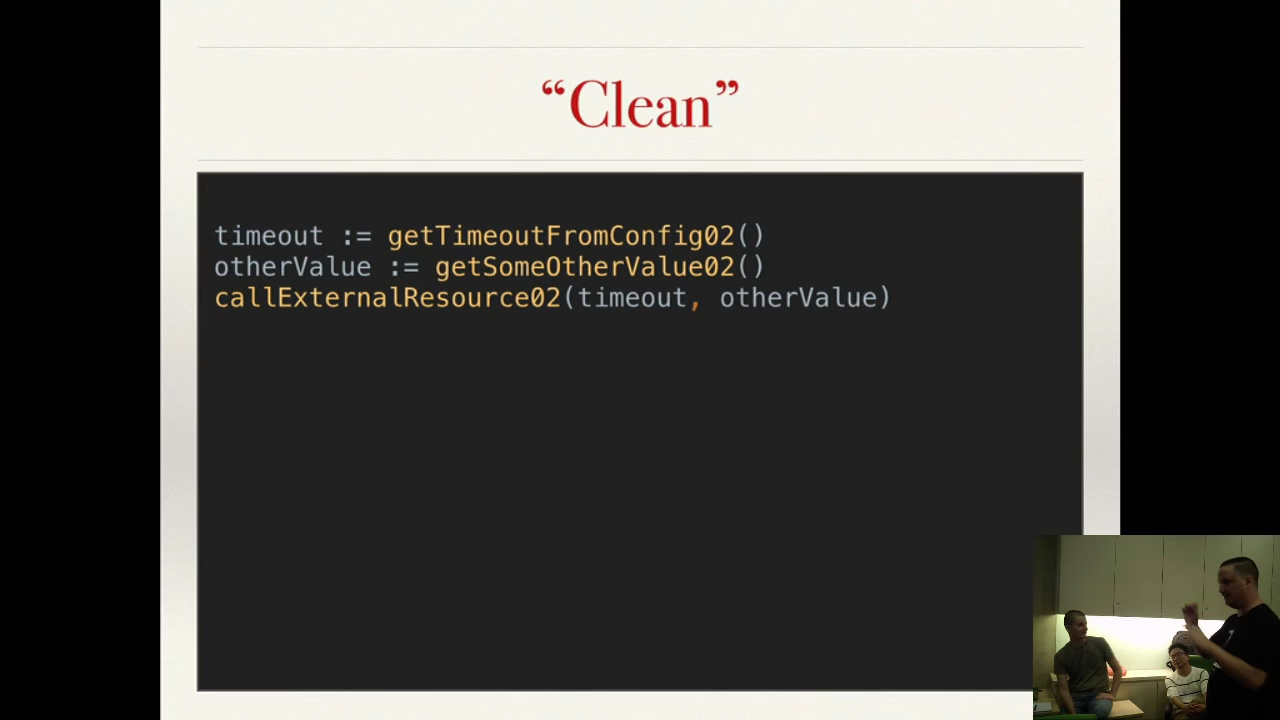 “Clean”
timeout := getTimeoutFromConfig02()
otherValue := getSomeOtherValue02()
callExternalResource02(timeout, otherValue)